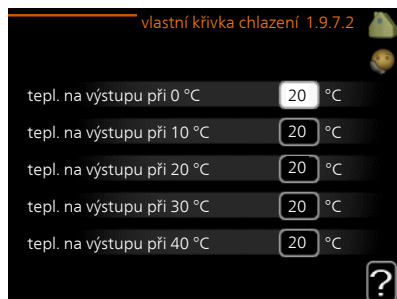 vlastní křivka chlazení 1.9.7.2
tepl. na výstupu při 0 °C 20 °C
tepl. na výstupu při 10 °C 20 °C
tepl. na výstupu při 20 °C 20 °C
tepl. na výstupu při 30 °C 20 °C
tepl. na výstupu při 40 °C 20 °C
?